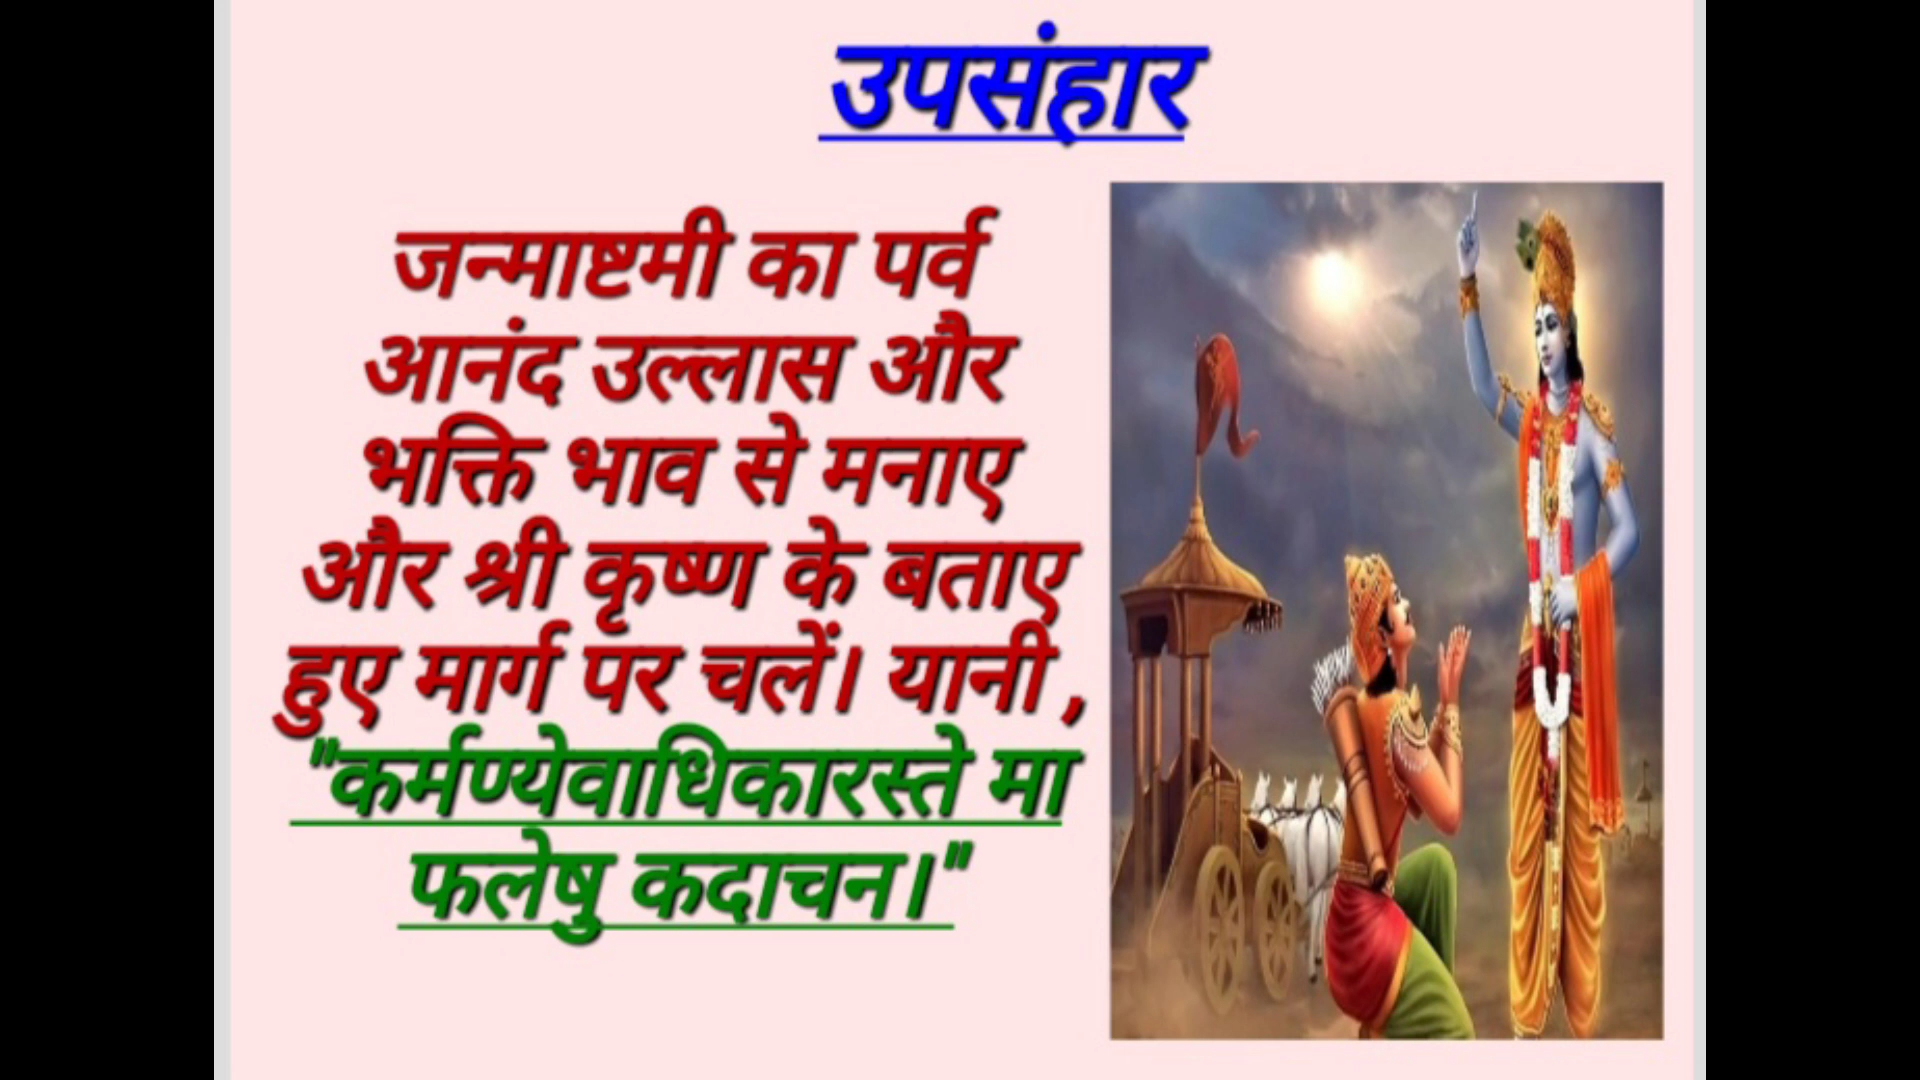 उपसंहार
जन्माष्टमी का पर्व
आनंद उल्लास और
भक्ति भाव से मनाए
और श्री कृष्ण के बताए
हुए मार्ग पर चलें। यानी ,
"कर्मण्येवाधिकारस्ते मा
फलेषु कदाचन।"